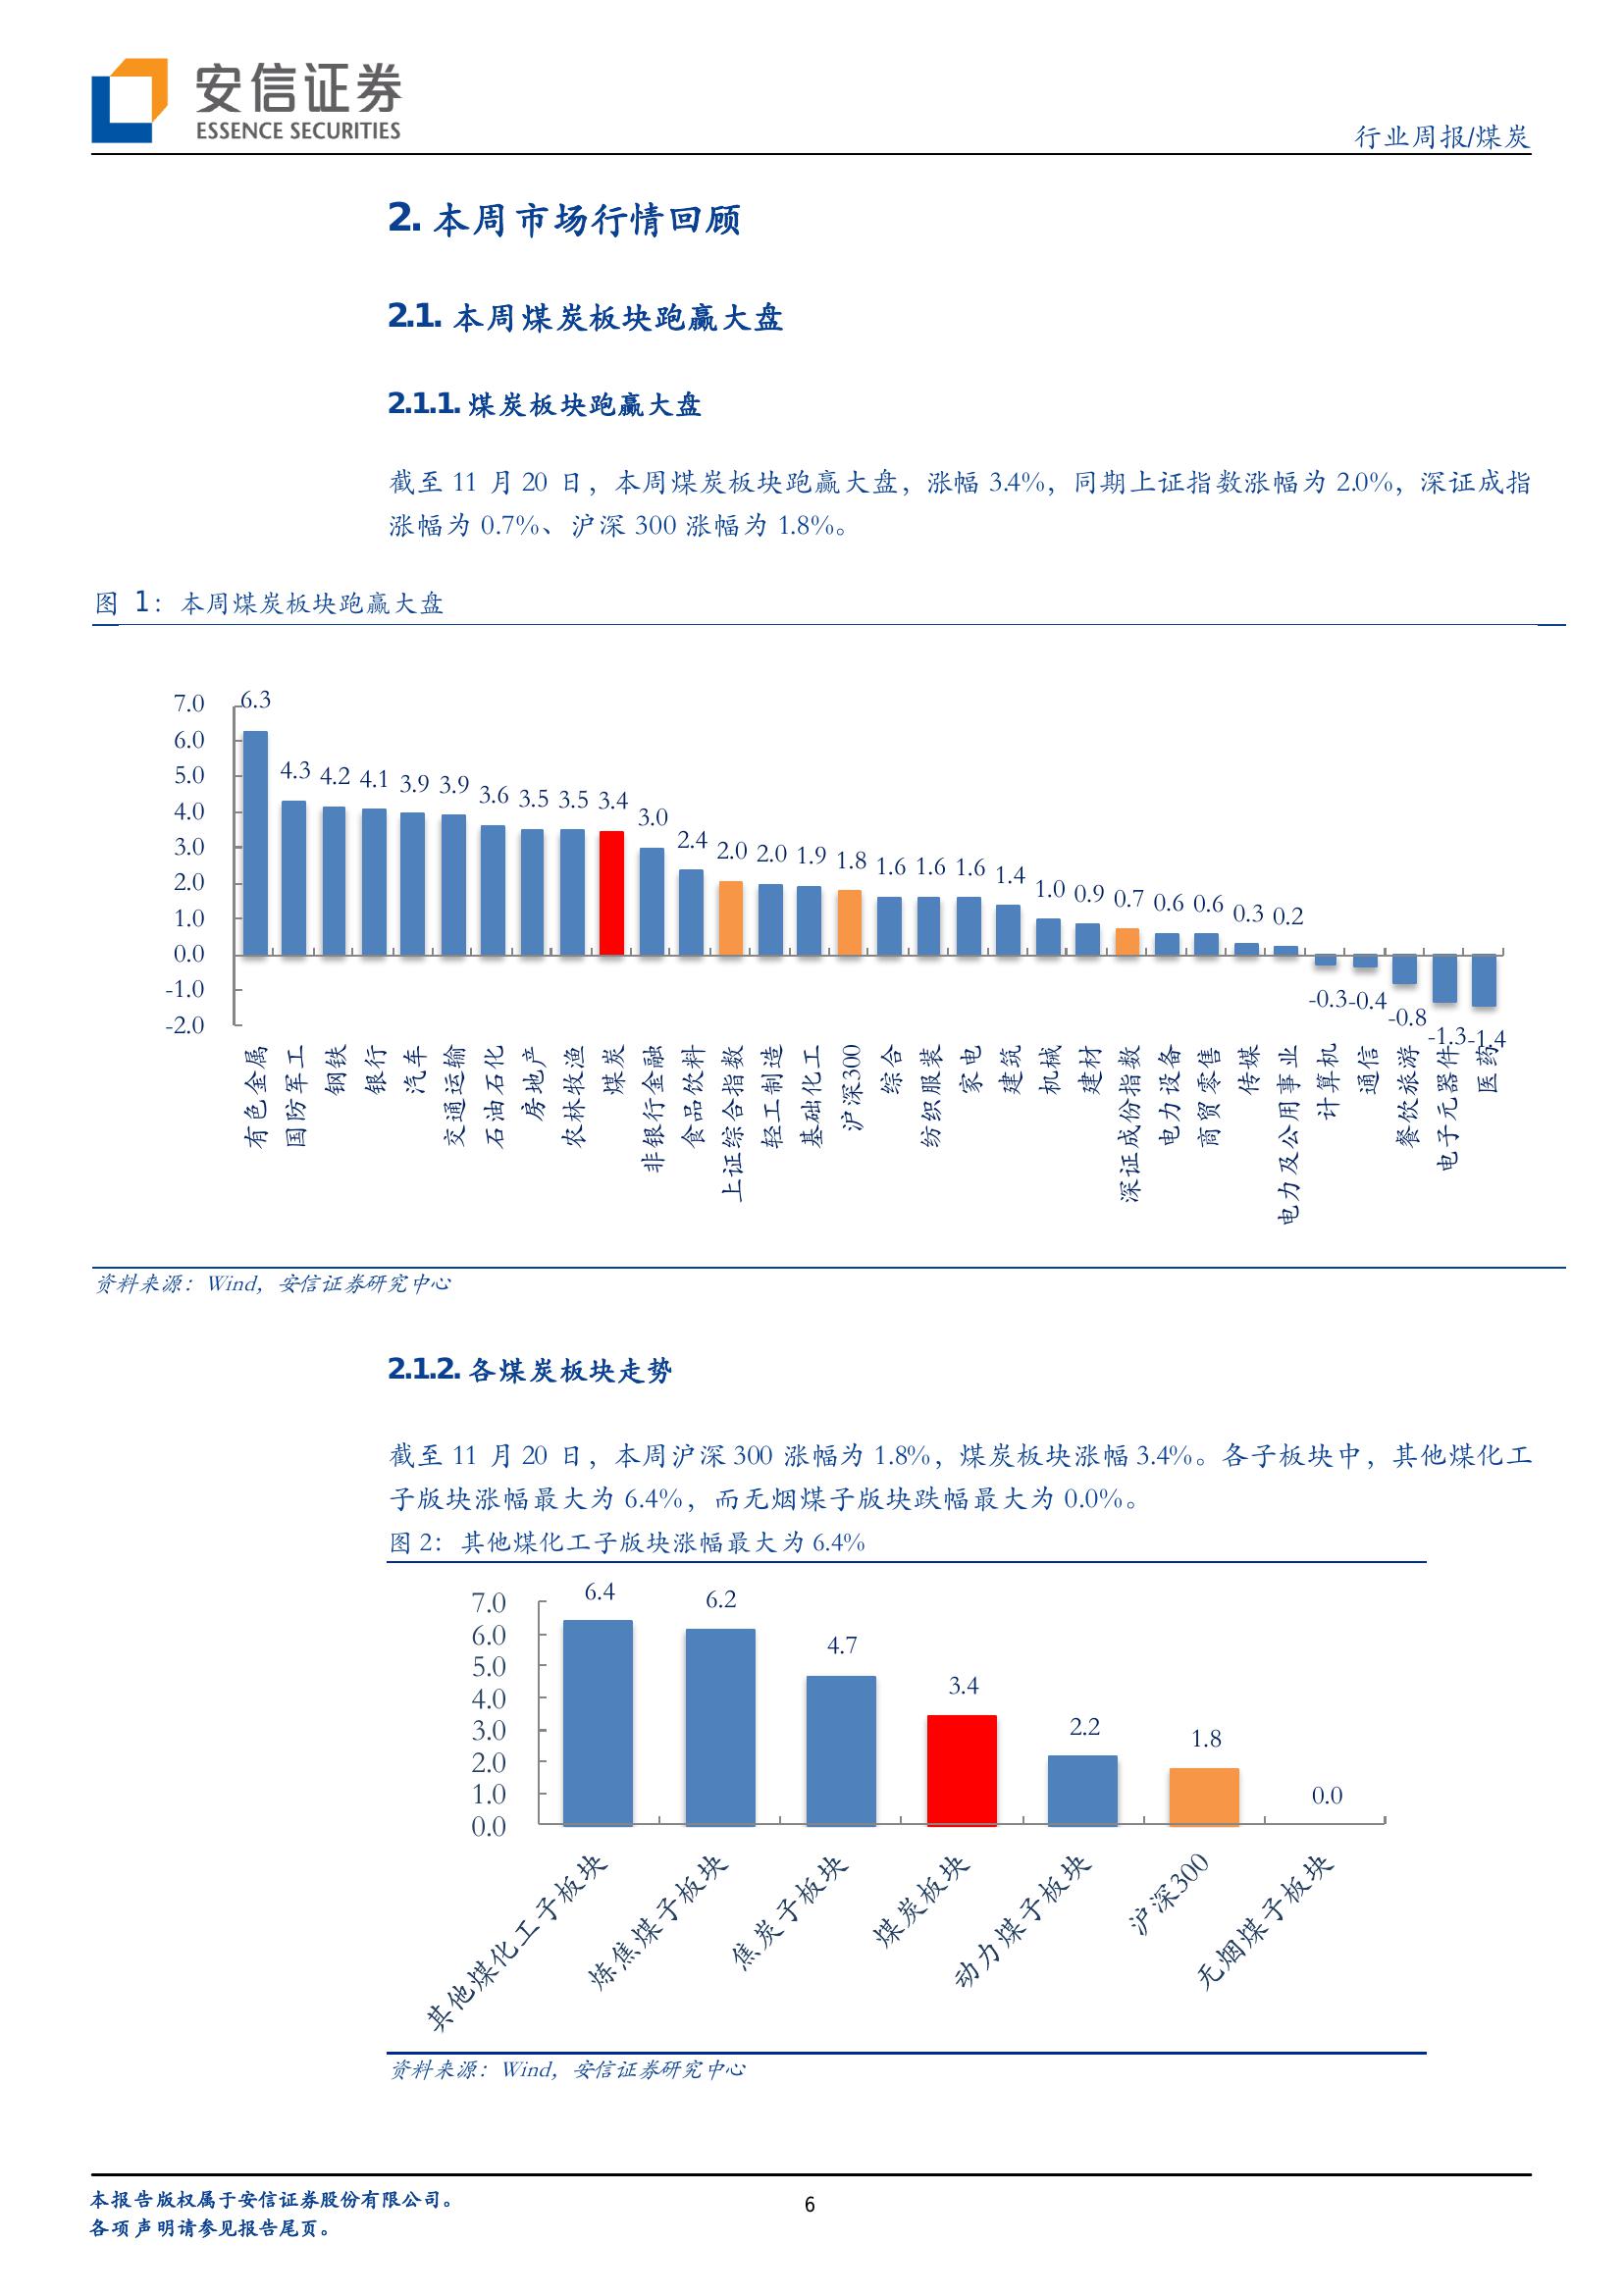 安信证券
ESSENCE SECURITIES
行业周报/煤炭
2. 本周市场行情回顾
2.1. 本周煤炭板块跑赢大盘
2.1.1. 煤炭板块跑赢大盘
截至 11 月 20 日，本周煤炭板块跑赢大盘，涨幅 3.4%，同期上证指数涨幅为 2.0%，深证成指
涨幅为 0.7%、沪深 300 涨幅为 1.8%。
图 1：本周煤炭板块跑赢大盘
7.0
6.0
5.0
4.0
3.0
2.0
1.0
0.0
-1.0
-2.0
6.3 4.3 4.2 4.1 3.9 3.9 3.6 3.5 3.5 3.4 3.0 2.4 2.0 2.0 1.9 1.8 1.6 1.6 1.6 1.4 1.0 0.9 0.7 0.6 0.6 0.3 0.2 -0.3 -0.4 -0.8 -1.3 -1.4
有色金属
国防军工
钢铁
银行
汽车
交通运输
石油石化
房地产
农林牧渔
煤炭
非银行金融
食品饮料
上证综合指数
轻工制造
基础化工
沪深300
综合
纺织服装
家电
建筑
机械
建材
深证成份指数
电力设备
商贸零售
传媒
电力及公用事业
计算机
通信
餐饮旅游
电子元器件
医药
资料来源：Wind，安信证券研究中心
2.1.2. 各煤炭板块走势
截至 11 月 20 日，本周沪深 300 涨幅为 1.8%，煤炭板块涨幅 3.4%。各子板块中，其他煤化工
子版块涨幅最大为 6.4%，而无烟煤子版块跌幅最大为 0.0%。
图 2：其他煤化工子版块涨幅最大为 6.4%
7.0
6.0
5.0
4.0
3.0
2.0
1.0
0.0
6.4 6.2 4.7 3.4 2.2 1.8 0.0
其他煤化工子板块
炼焦煤子板块
焦炭子板块
煤炭板块
动力煤子板块
沪深300
无烟煤子板块
资料来源：Wind，安信证券研究中心
本报告版权属于安信证券股份有限公司。
各项声明请参见报告尾页。
6